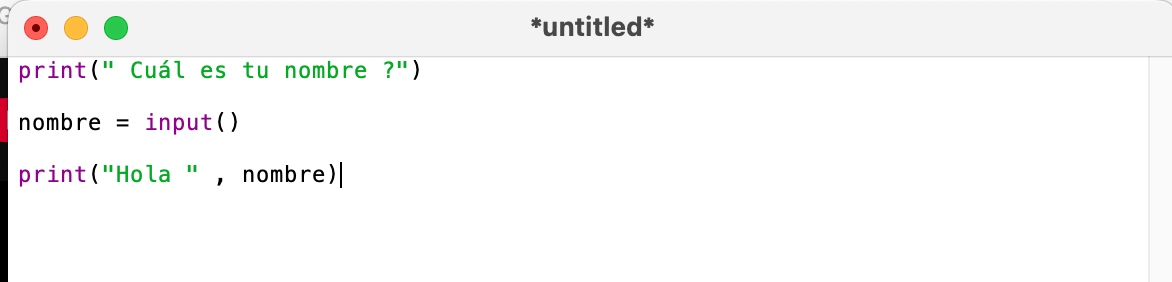 *untitled*
print(" Cuál es tu nombre ?")
nombre = input()
print("Hola " , nombre)